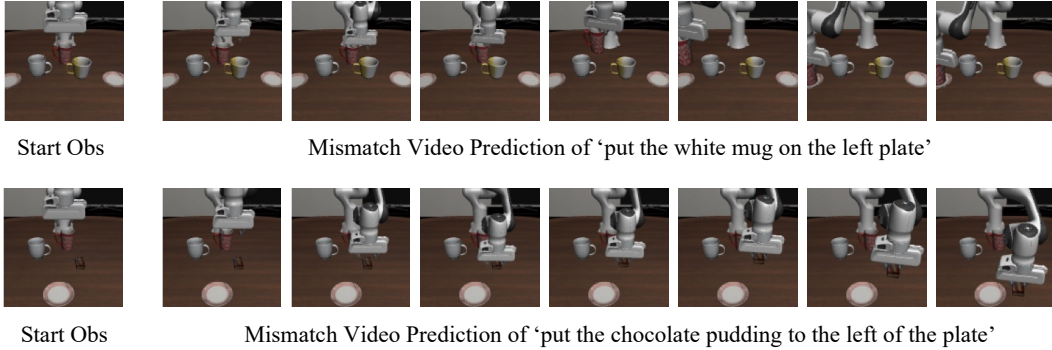 Start Obs
Mismatch Video Prediction of ‘put the white mug on the left plate’
Start Obs
Mismatch Video Prediction of ‘put the chocolate pudding to the left of the plate’